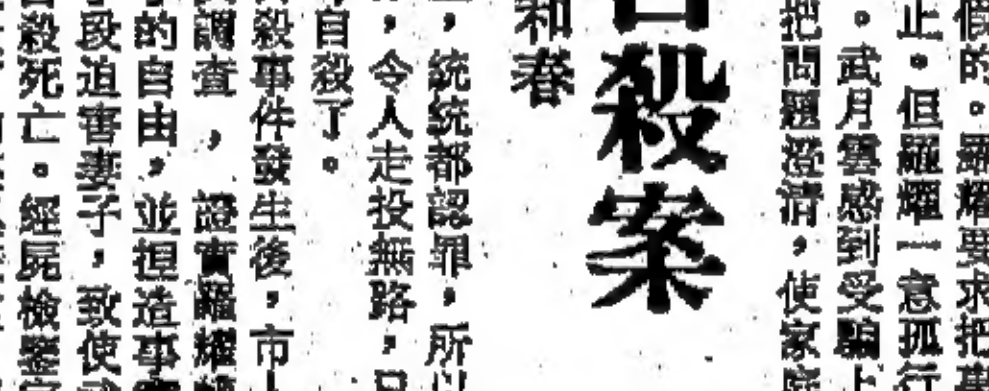 假的。羅耀要求把
止。但羅耀一意孤行
。武月雲感到受騙上
把問題澄清，使家庭
自殺案
和春
，統統都認罪，所以
，令人走投無路，只
自殺了。
殺事件發生後，市
調查，證實羅耀
的自由，並捏造事
段迫害妻子，致使
殺死亡。經屍檢鑒定